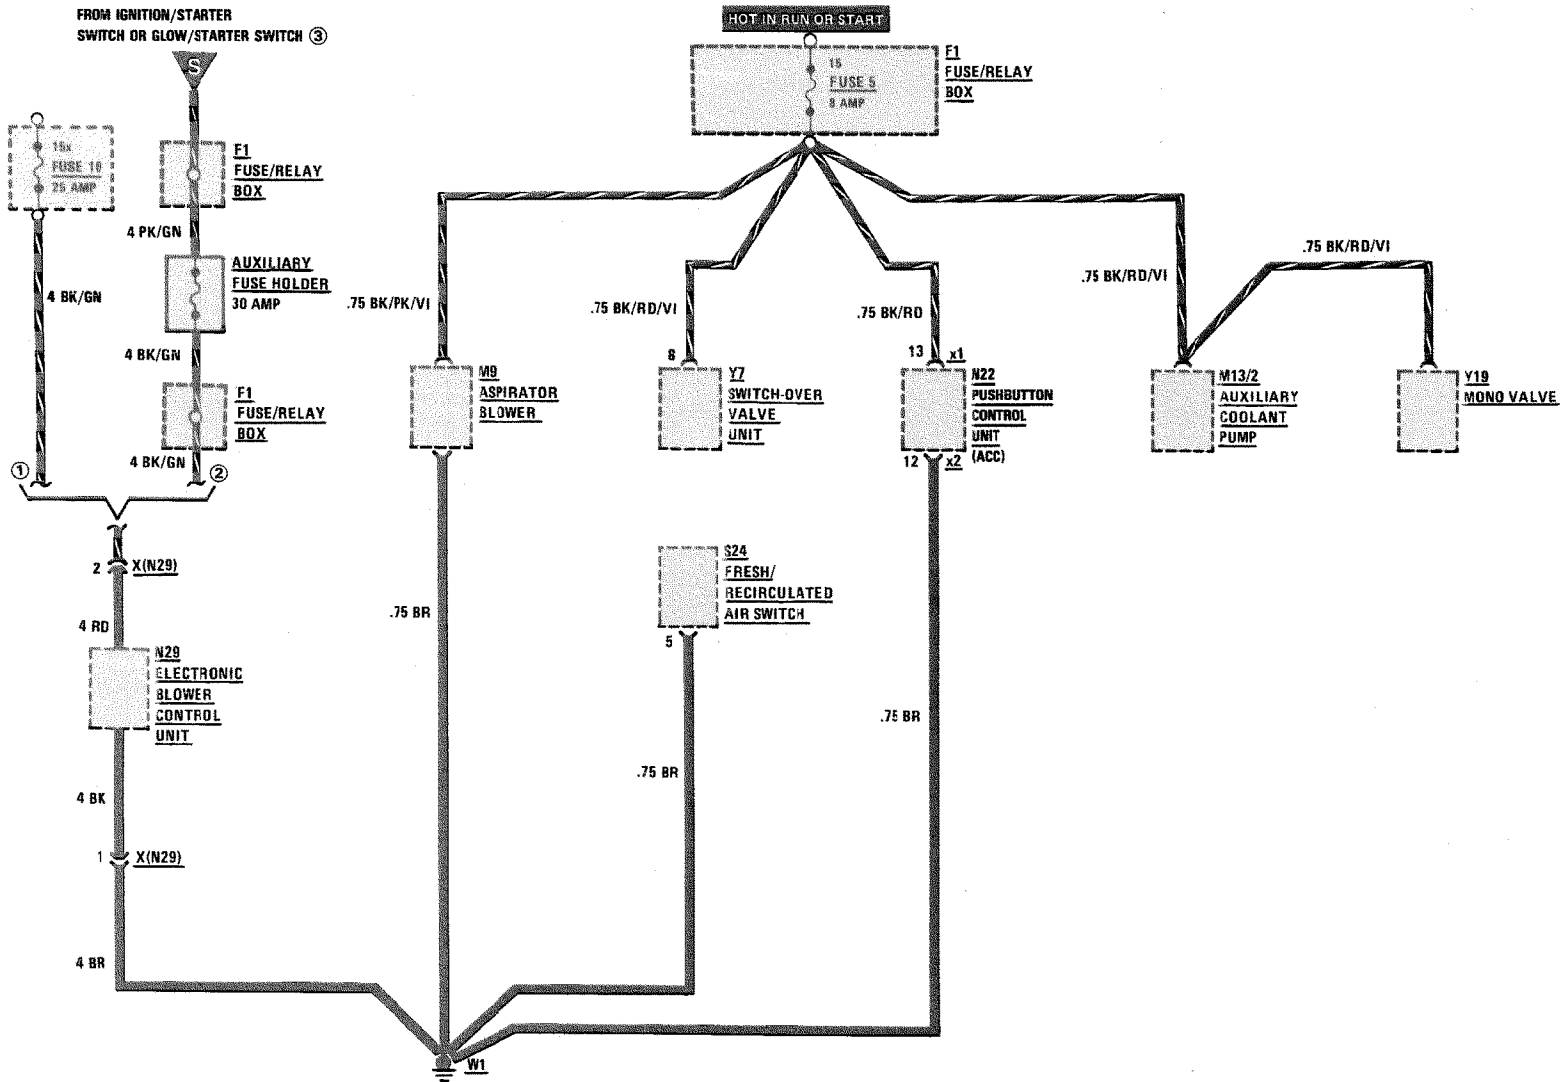 FROM IGNITION/STARTER
SWITCH OR GLOW/STARTER SWITCH ③
S
15x
FUSE 10
25 AMP
F1
FUSE/RELAY
BOX
4 PK/GN
AUXILIARY
FUSE HOLDER
30 AMP
4 BK/GN
4 BK/GN
F1
FUSE/RELAY
BOX
4 BK/GN
①
②
2
X(N29)
4 RD
N29
ELECTRONIC
BLOWER
CONTROL
UNIT
4 BK
1
X(N29)
4 BR
HOT IN RUN OR START
15
FUSE 5
8 AMP
F1
FUSE/RELAY
BOX
.75 BK/PK/VI
.75 BK/RD/VI
.75 BK/RD
.75 BK/RD/VI
.75 BK/RD/VI
M9
ASPIRATOR
BLOWER
8
Y7
SWITCH-OVER
VALVE
UNIT
13
x1
N22
PUSHBUTTON
CONTROL
UNIT
(ACC)
12
x2
M13/2
AUXILIARY
COOLANT
PUMP
Y19
MONO VALVE
S24
FRESH/
RECIRCULATED
AIR SWITCH
5
.75 BR
.75 BR
.75 BR
W1